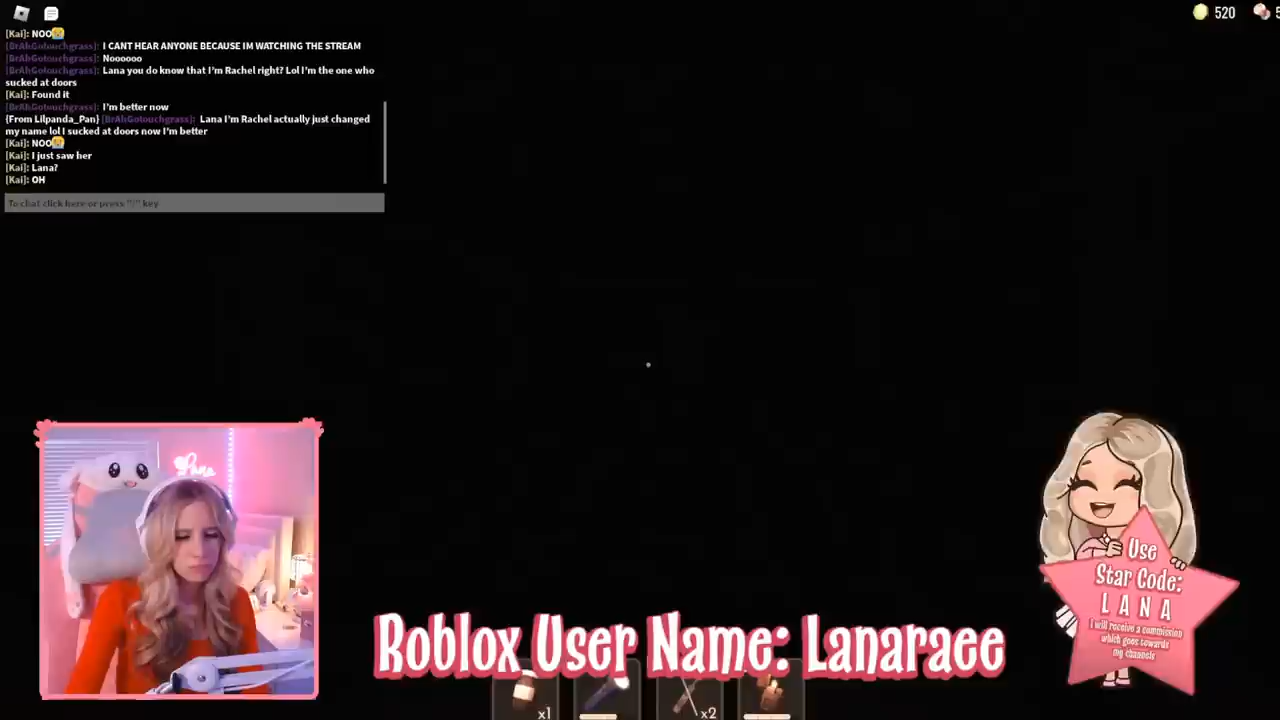 520
[Kai]: NOO😭
[BrAhGotouchgrass]: I CANT HEAR ANYONE BECAUSE IM WATCHING THE STREAM
[BrAhGotouchgrass]: Noooooo
[BrAhGotouchgrass]: Lana you do know that I'm Rachel right? Lol I'm the one who
sucked at doors
[Kai]: Found it
[BrAhGotouchgrass]: I'm better now
{From Lilpanda_Pan} [BrAhGotouchgrass]: Lana I'm Rachel actually just changed
my name lol I sucked at doors now I'm better
[Kai]: NOO😭
[Kai]: I just saw her
[Kai]: Lana?
[Kai]: OH
To chat click here or press "/" key
Lana
Use
Star Code:
LANA
I will receive a commission
which goes towards
my channels
Roblox User Name: Lanaraee
x1
x2